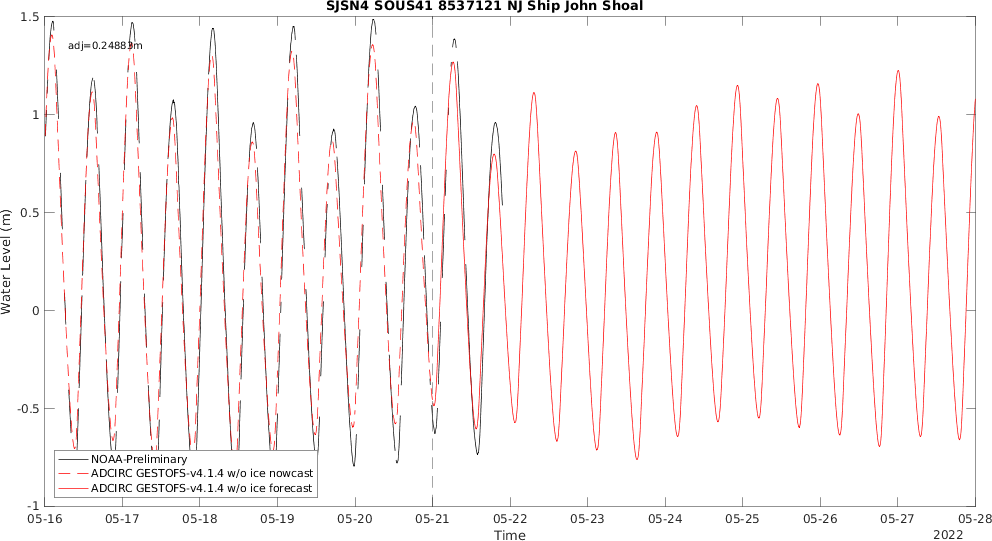 SJSN4 SOUS41 8537121 NJ Ship John Shoal
adj=0.24883m
Water Level (m)
1.5
1
0.5
0
-0.5
-1
NOAA-Preliminary
ADCIRC GESTOFS-v4.1.4 w/o ice nowcast
ADCIRC GESTOFS-v4.1.4 w/o ice forecast
05-16 05-17 05-18 05-19 05-20 05-21 05-22 05-23 05-24 05-25 05-26 05-27 05-28
Time
2022